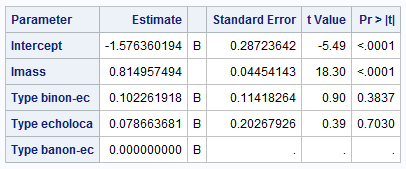 Parameter Estimate Standard Error t Value Pr > |t|
Intercept -1.576360194 B 0.28723642 -5.49 <.0001
lmass 0.814957494 0.04454143 18.30 <.0001
Type binon-ec 0.102261918 B 0.11418264 0.90 0.3837
Type echoloca 0.078663681 B 0.20267926 0.39 0.7030
Type banon-ec 0.000000000 B . . .